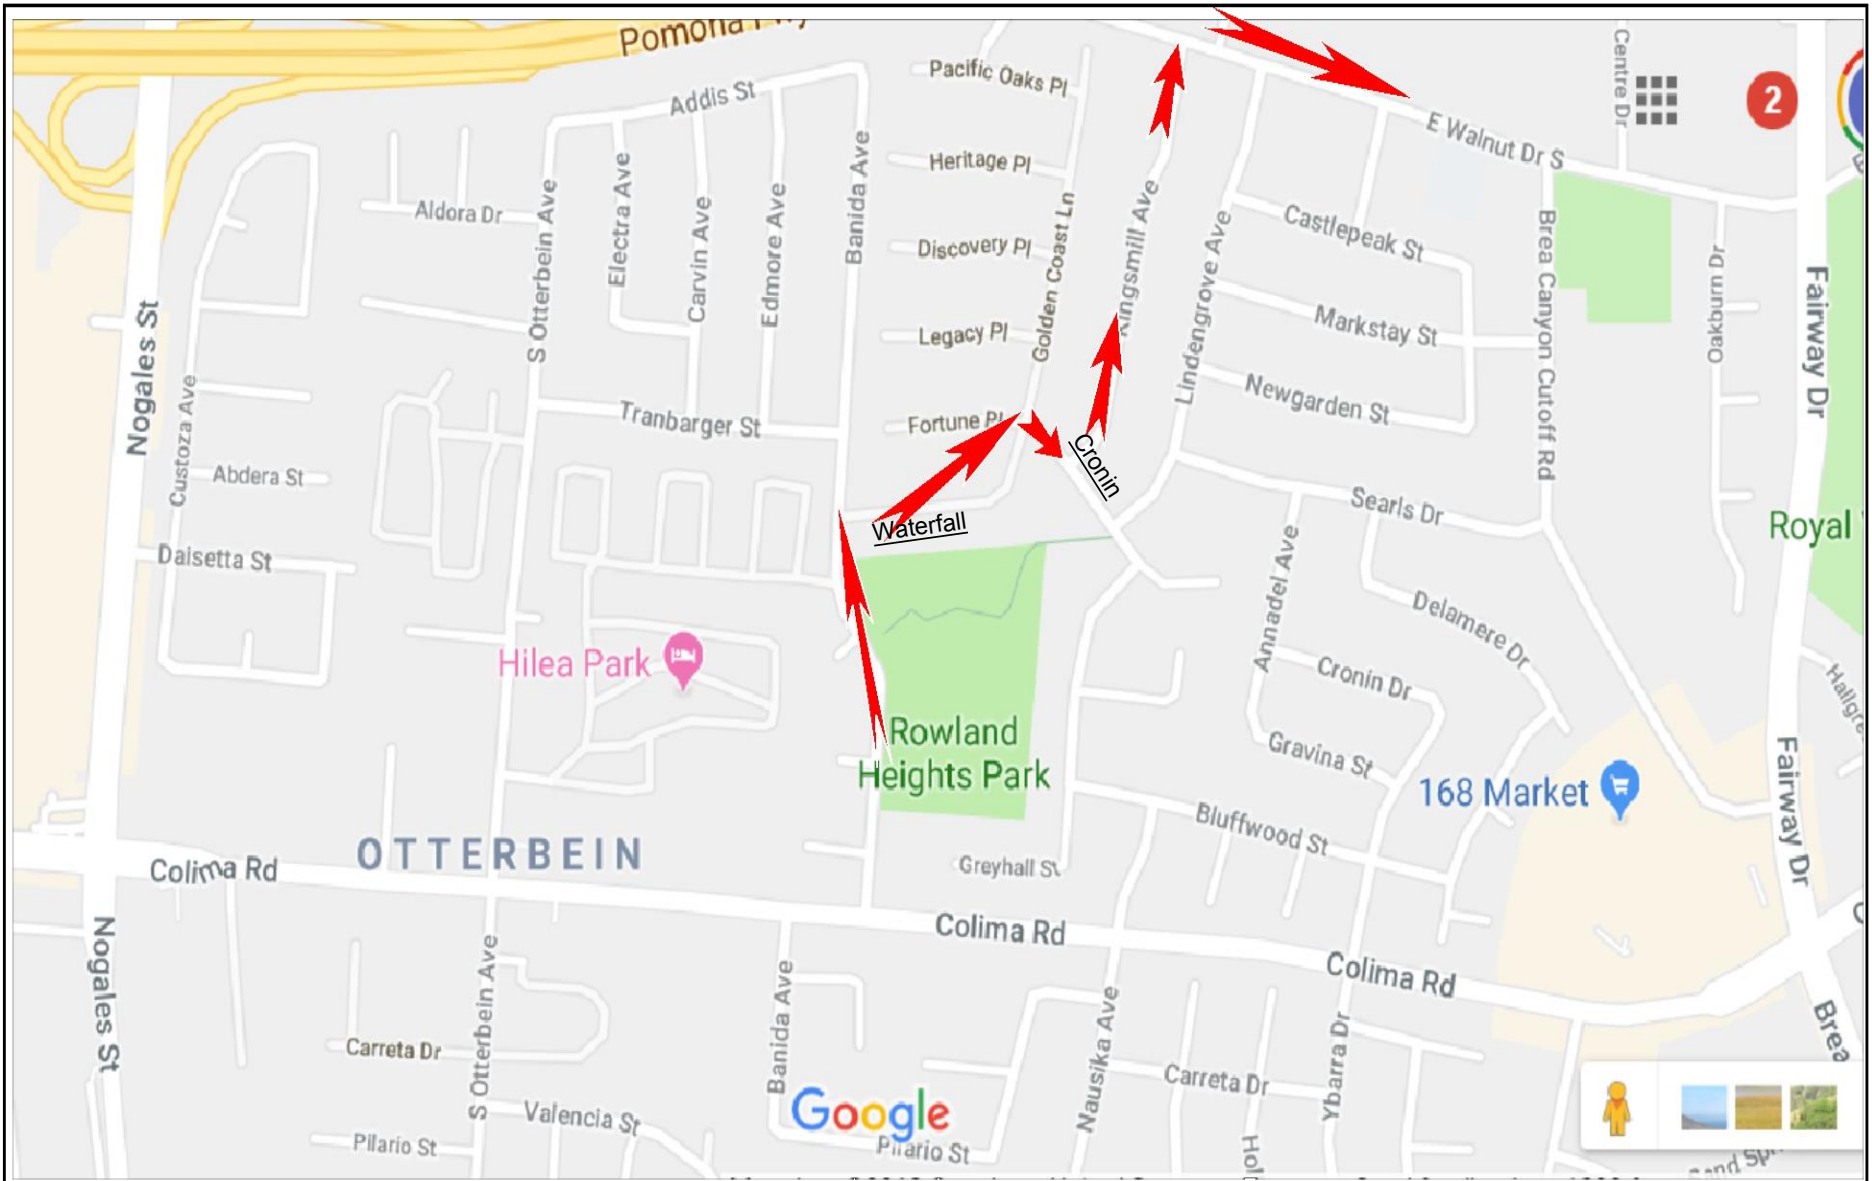 Pomona
Centre Dr
Pacific Oaks Pl
Addis St
2
E Walnut Dr S
Heritage Pl
Banida Ave
Electra Ave
Aldora Dr
S Otterbein Ave
Carvin Ave
Edmore Ave
Discovery Pl
Golden Coast Ln
Kingsmill Ave
Lindengrove Ave
Castlepeak St
Brea Canyon Cutoff Rd
Oakburn Dr
Fairway Dr
Nogales St
Legacy Pl
Markstay St
Custoza Ave
Tranbarger St
Fortune Pl
Newgarden St
Cronin
Abdera St
Searls Dr
Waterfall
Royal
Daisetta St
Annadel Ave
Delamere Dr
Hilea Park
Cronin Dr
Rowland
Heights Park
Gravina St
168 Market
Fairway Dr
Bluffwood St
OTTERBEIN
Colima Rd
Greyhall St
Colima Rd
Colima Rd
Nogales St
S Otterbein Ave
Banida Ave
Nausika Ave
Ybarra Dr
Brea
Carreta Dr
Carreta Dr
Valencia St
Google
Pilario St
Pilario St